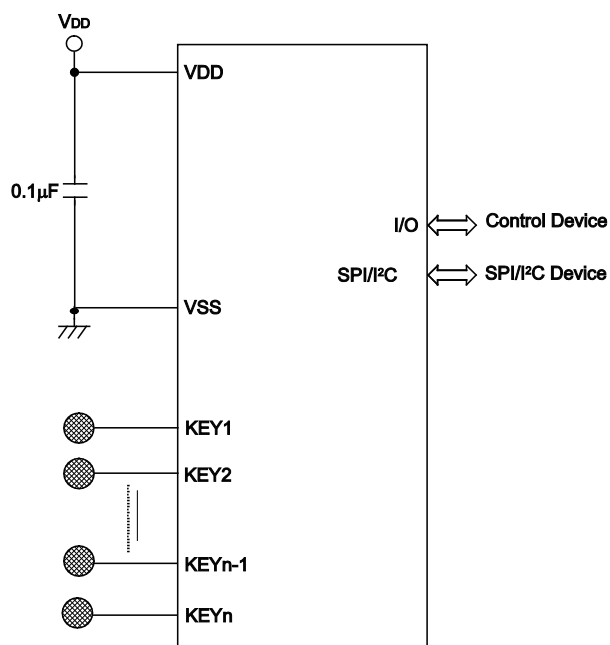 VDD
VDD
0.1μF
I/O Control Device
SPI/I²C SPI/I²C Device
VSS
KEY1
KEY2
KEYn-1
KEYn